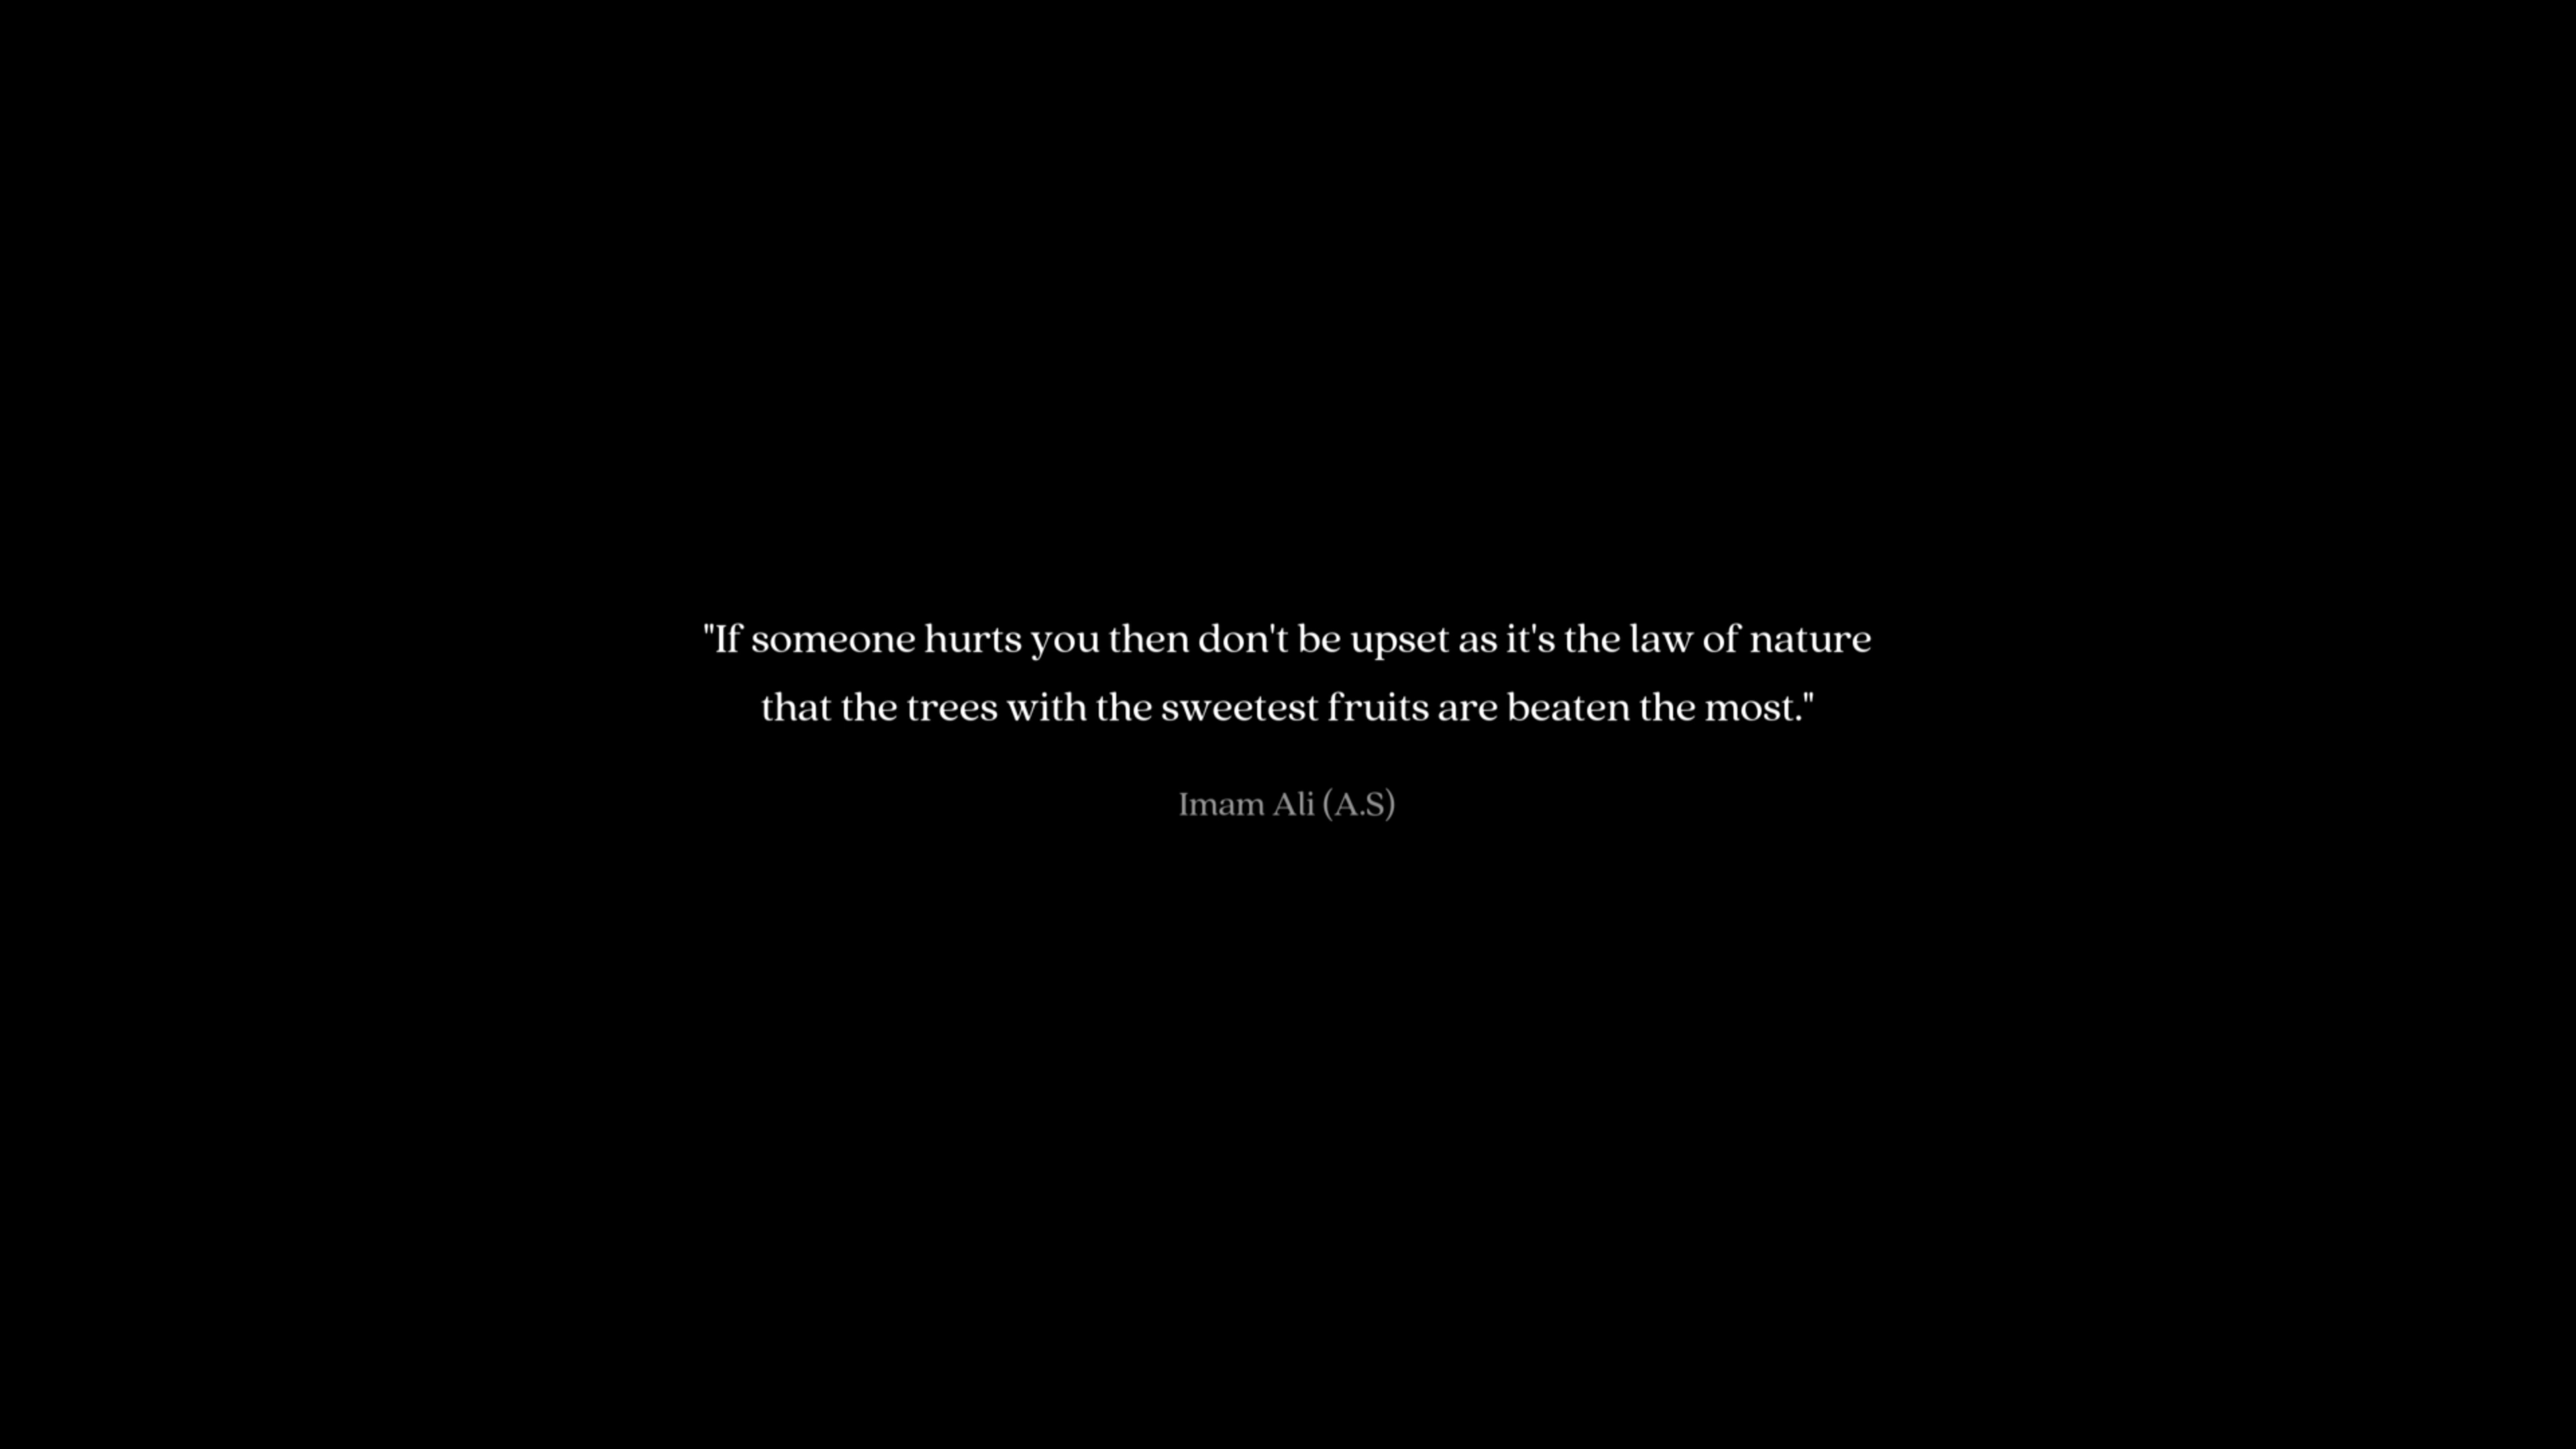 "If someone hurts you then don't be upset as it's the law of nature
that the trees with the sweetest fruits are beaten the most."
Imam Ali (A.S)